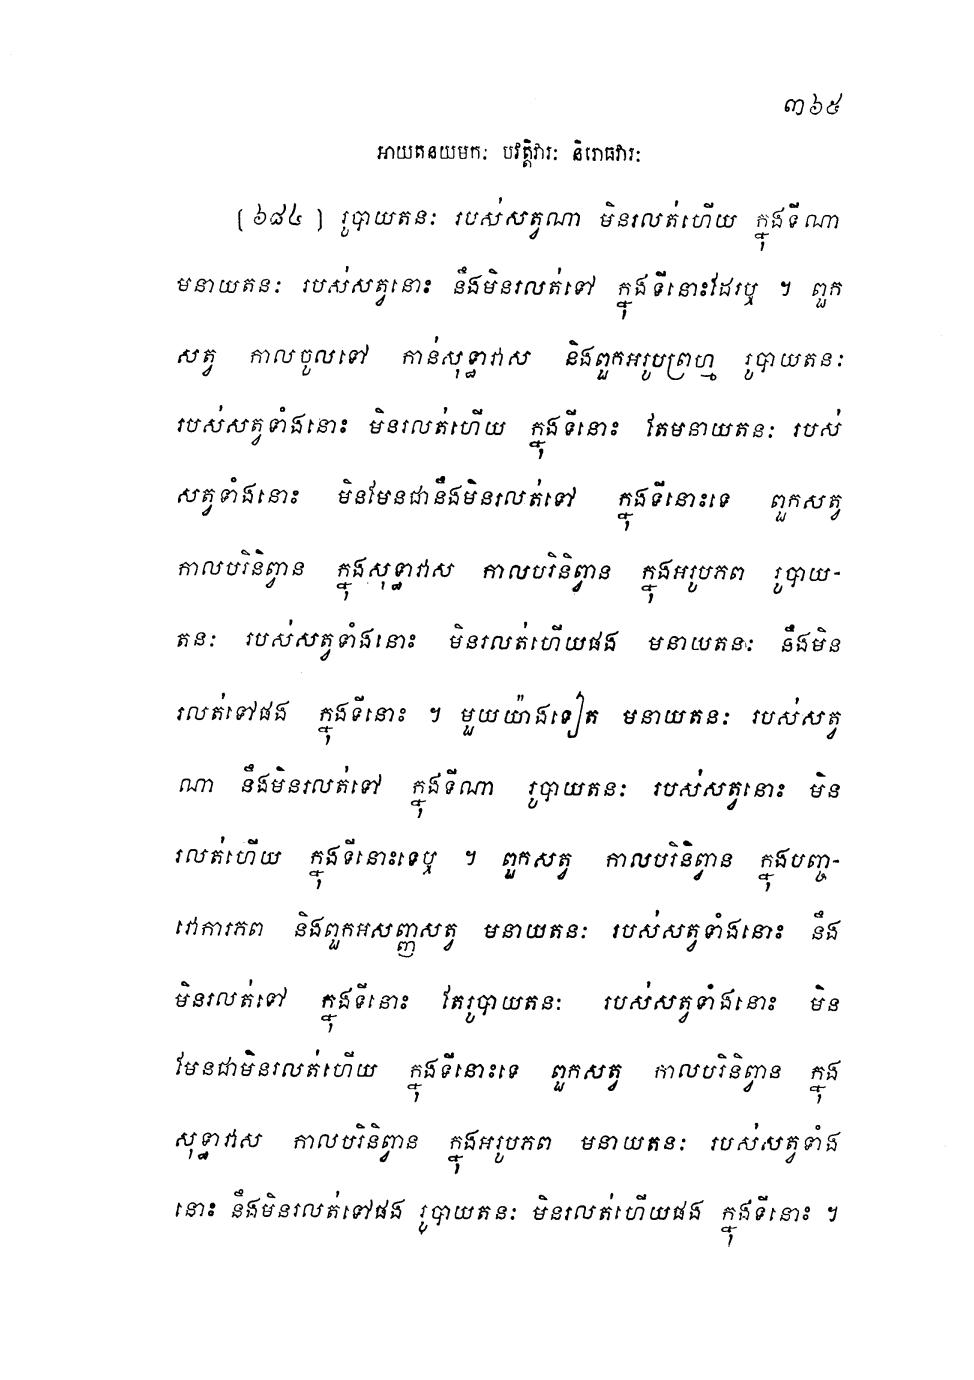 ៣៦៥
អាយតនយមកៈ បវត្តិវារៈ និរោធវារៈ
(៦៨៤) រូបាយតនៈ របស់សត្វណា មិនរលត់ហើយ ក្នុងទីណា
មនាយតនៈ របស់សត្វនោះ នឹងមិនរលត់ទៅ ក្នុងទីនោះដែរឬ ។ ពួក
សត្វ កាលចូលទៅ កាន់សុទ្ធាវាស និងពួកអរូបព្រហ្ម រូបាយតនៈ
របស់សត្វទាំងនោះ មិនរលត់ហើយ ក្នុងទីនោះ តែមនាយតនៈ របស់
សត្វទាំងនោះ មិនមែនជានឹងមិនរលត់ទៅ ក្នុងទីនោះទេ ពួកសត្វ
កាលបរិនិព្វាន ក្នុងសុទ្ធាវាស កាលបរិនិព្វាន ក្នុងអរូបភព រូបាយ-
តនៈ របស់សត្វទាំងនោះ មិនរលត់ហើយផង មនាយតនៈ នឹងមិន
រលត់ទៅផង ក្នុងទីនោះ ។ មួយយ៉ាងទៀត មនាយតនៈ របស់សត្វ
ណា នឹងមិនរលត់ទៅ ក្នុងទីណា រូបាយតនៈ របស់សត្វនោះ មិន
រលត់ហើយ ក្នុងទីនោះទេឬ ។ ពួកសត្វ កាលបរិនិព្វាន ក្នុងបញ្ច-
វោការភព និងពួកអសញ្ញសត្វ មនាយតនៈ របស់សត្វទាំងនោះ នឹង
មិនរលត់ទៅ ក្នុងទីនោះ តែរូបាយតនៈ របស់សត្វទាំងនោះ មិន
មែនជាមិនរលត់ហើយ ក្នុងទីនោះទេ ពួកសត្វ កាលបរិនិព្វាន ក្នុង
សុទ្ធាវាស កាលបរិនិព្វាន ក្នុងអរូបភព មនាយតនៈ របស់សត្វទាំង
នោះ នឹងមិនរលត់ទៅផង រូបាយតនៈ មិនរលត់ហើយផង ក្នុងទីនោះ ។